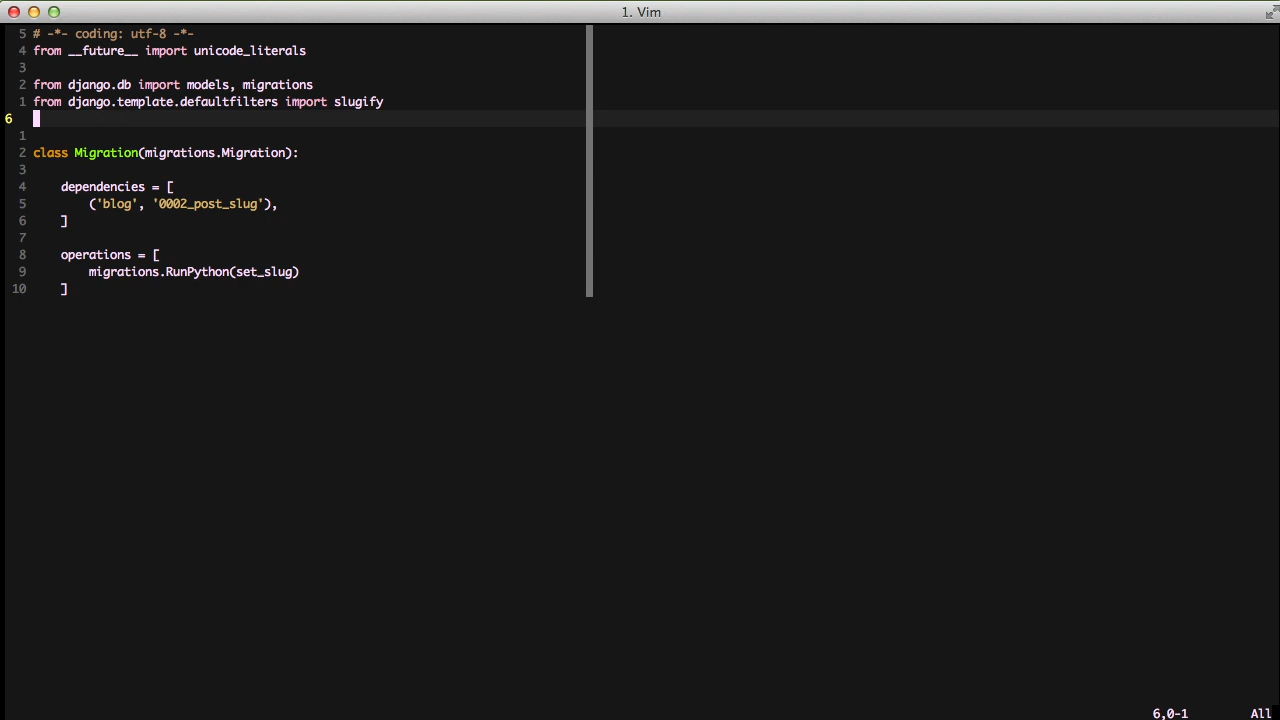 1. Vim
5 # -*- coding: utf-8 -*-
4 from __future__ import unicode_literals
3
2 from django.db import models, migrations
1 from django.template.defaultfilters import slugify
6
1
2 class Migration(migrations.Migration):
3
4     dependencies = [
5         ('blog', '0002_post_slug'),
6     ]
7
8     operations = [
9         migrations.RunPython(set_slug)
10     ]
6,0-1 All